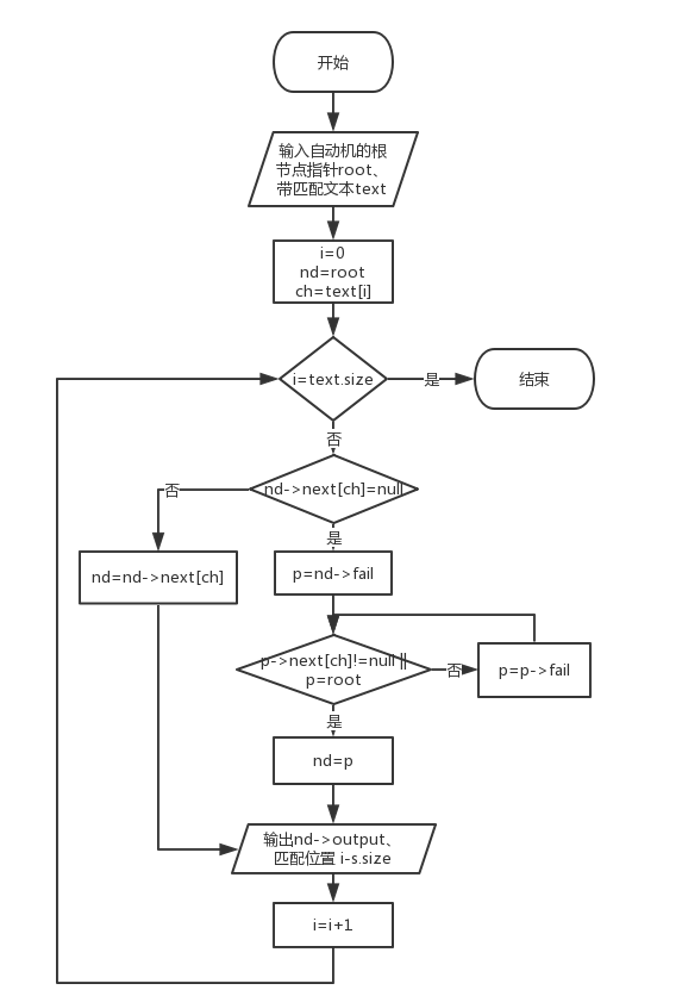 开始
输入自动机的根
节点指针root、
带匹配文本text
i=0
nd=root
ch=text[i]
i=text.size
是
结束
否
nd->next[ch]=null
否
是
nd=nd->next[ch]
p=nd->fail
p->next[ch]!=null ||
p=root
否
p=p->fail
是
nd=p
输出nd->output、
匹配位置 i-s.size
i=i+1